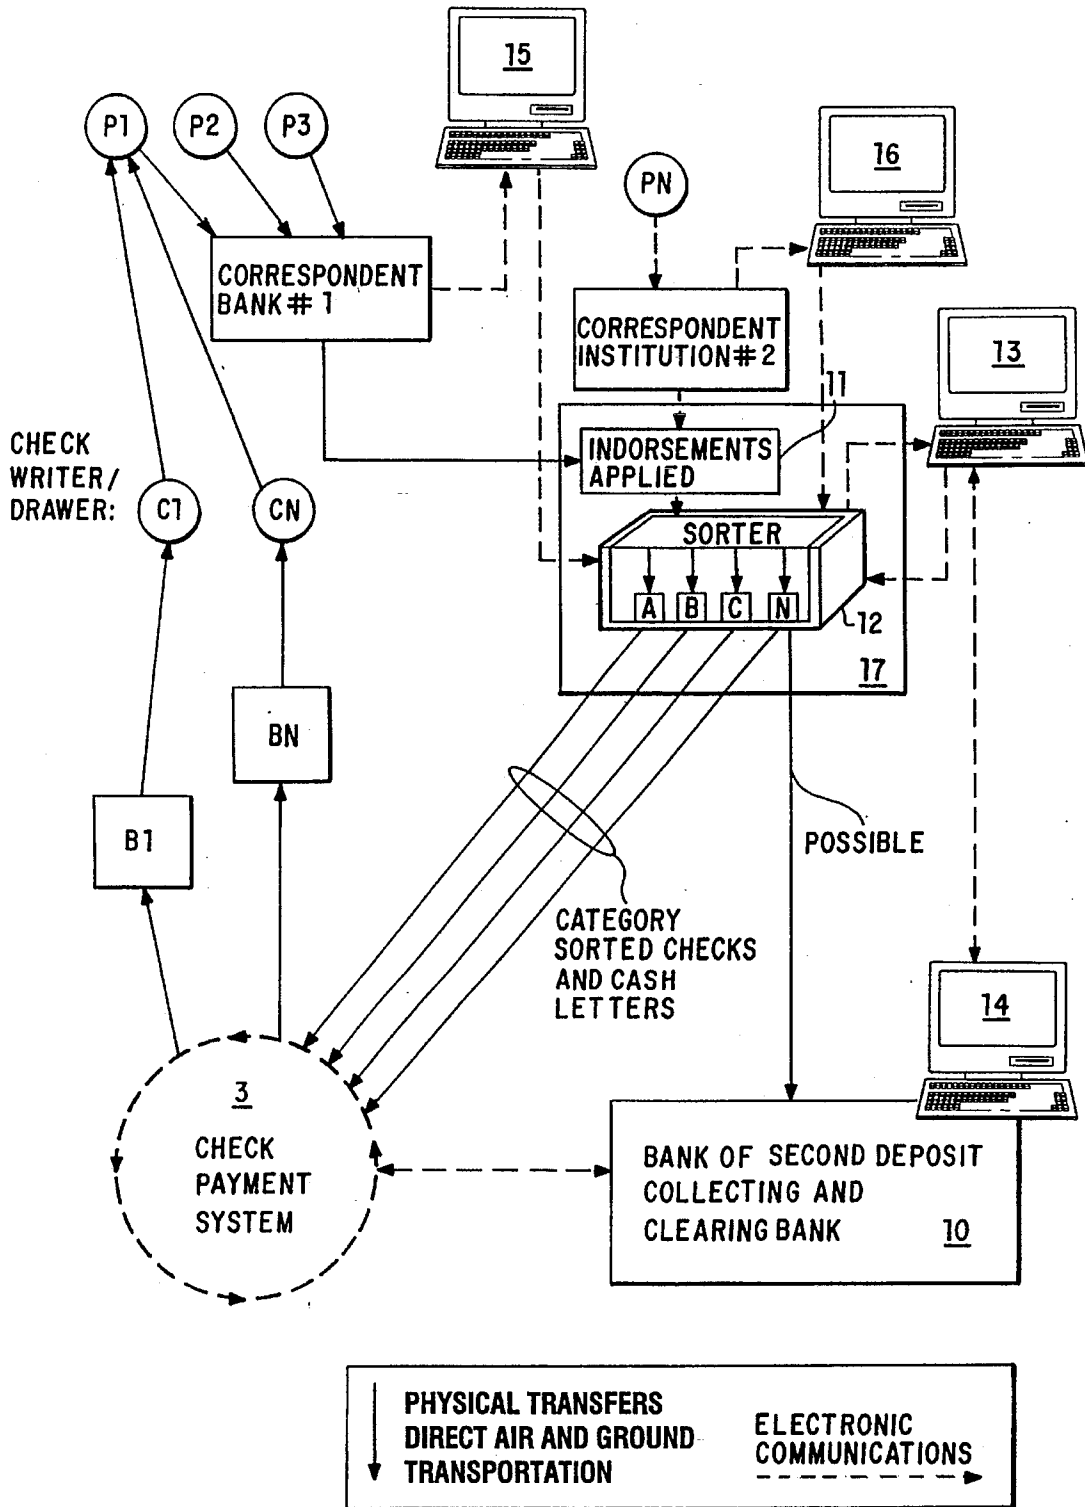 15
P1
P2
P3
16
PN
CORRESPONDENT
BANK # 1
CORRESPONDENT
INSTITUTION # 2
13
11
CHECK
WRITER/
DRAWER:
C1
CN
INDORSEMENTS
APPLIED
SORTER
A
B
C
N
12
17
BN
B1
POSSIBLE
CATEGORY
SORTED CHECKS
AND CASH
LETTERS
14
3
CHECK
PAYMENT
SYSTEM
BANK OF SECOND DEPOSIT
COLLECTING AND
CLEARING BANK
10
PHYSICAL TRANSFERS
DIRECT AIR AND GROUND
TRANSPORTATION
ELECTRONIC
COMMUNICATIONS